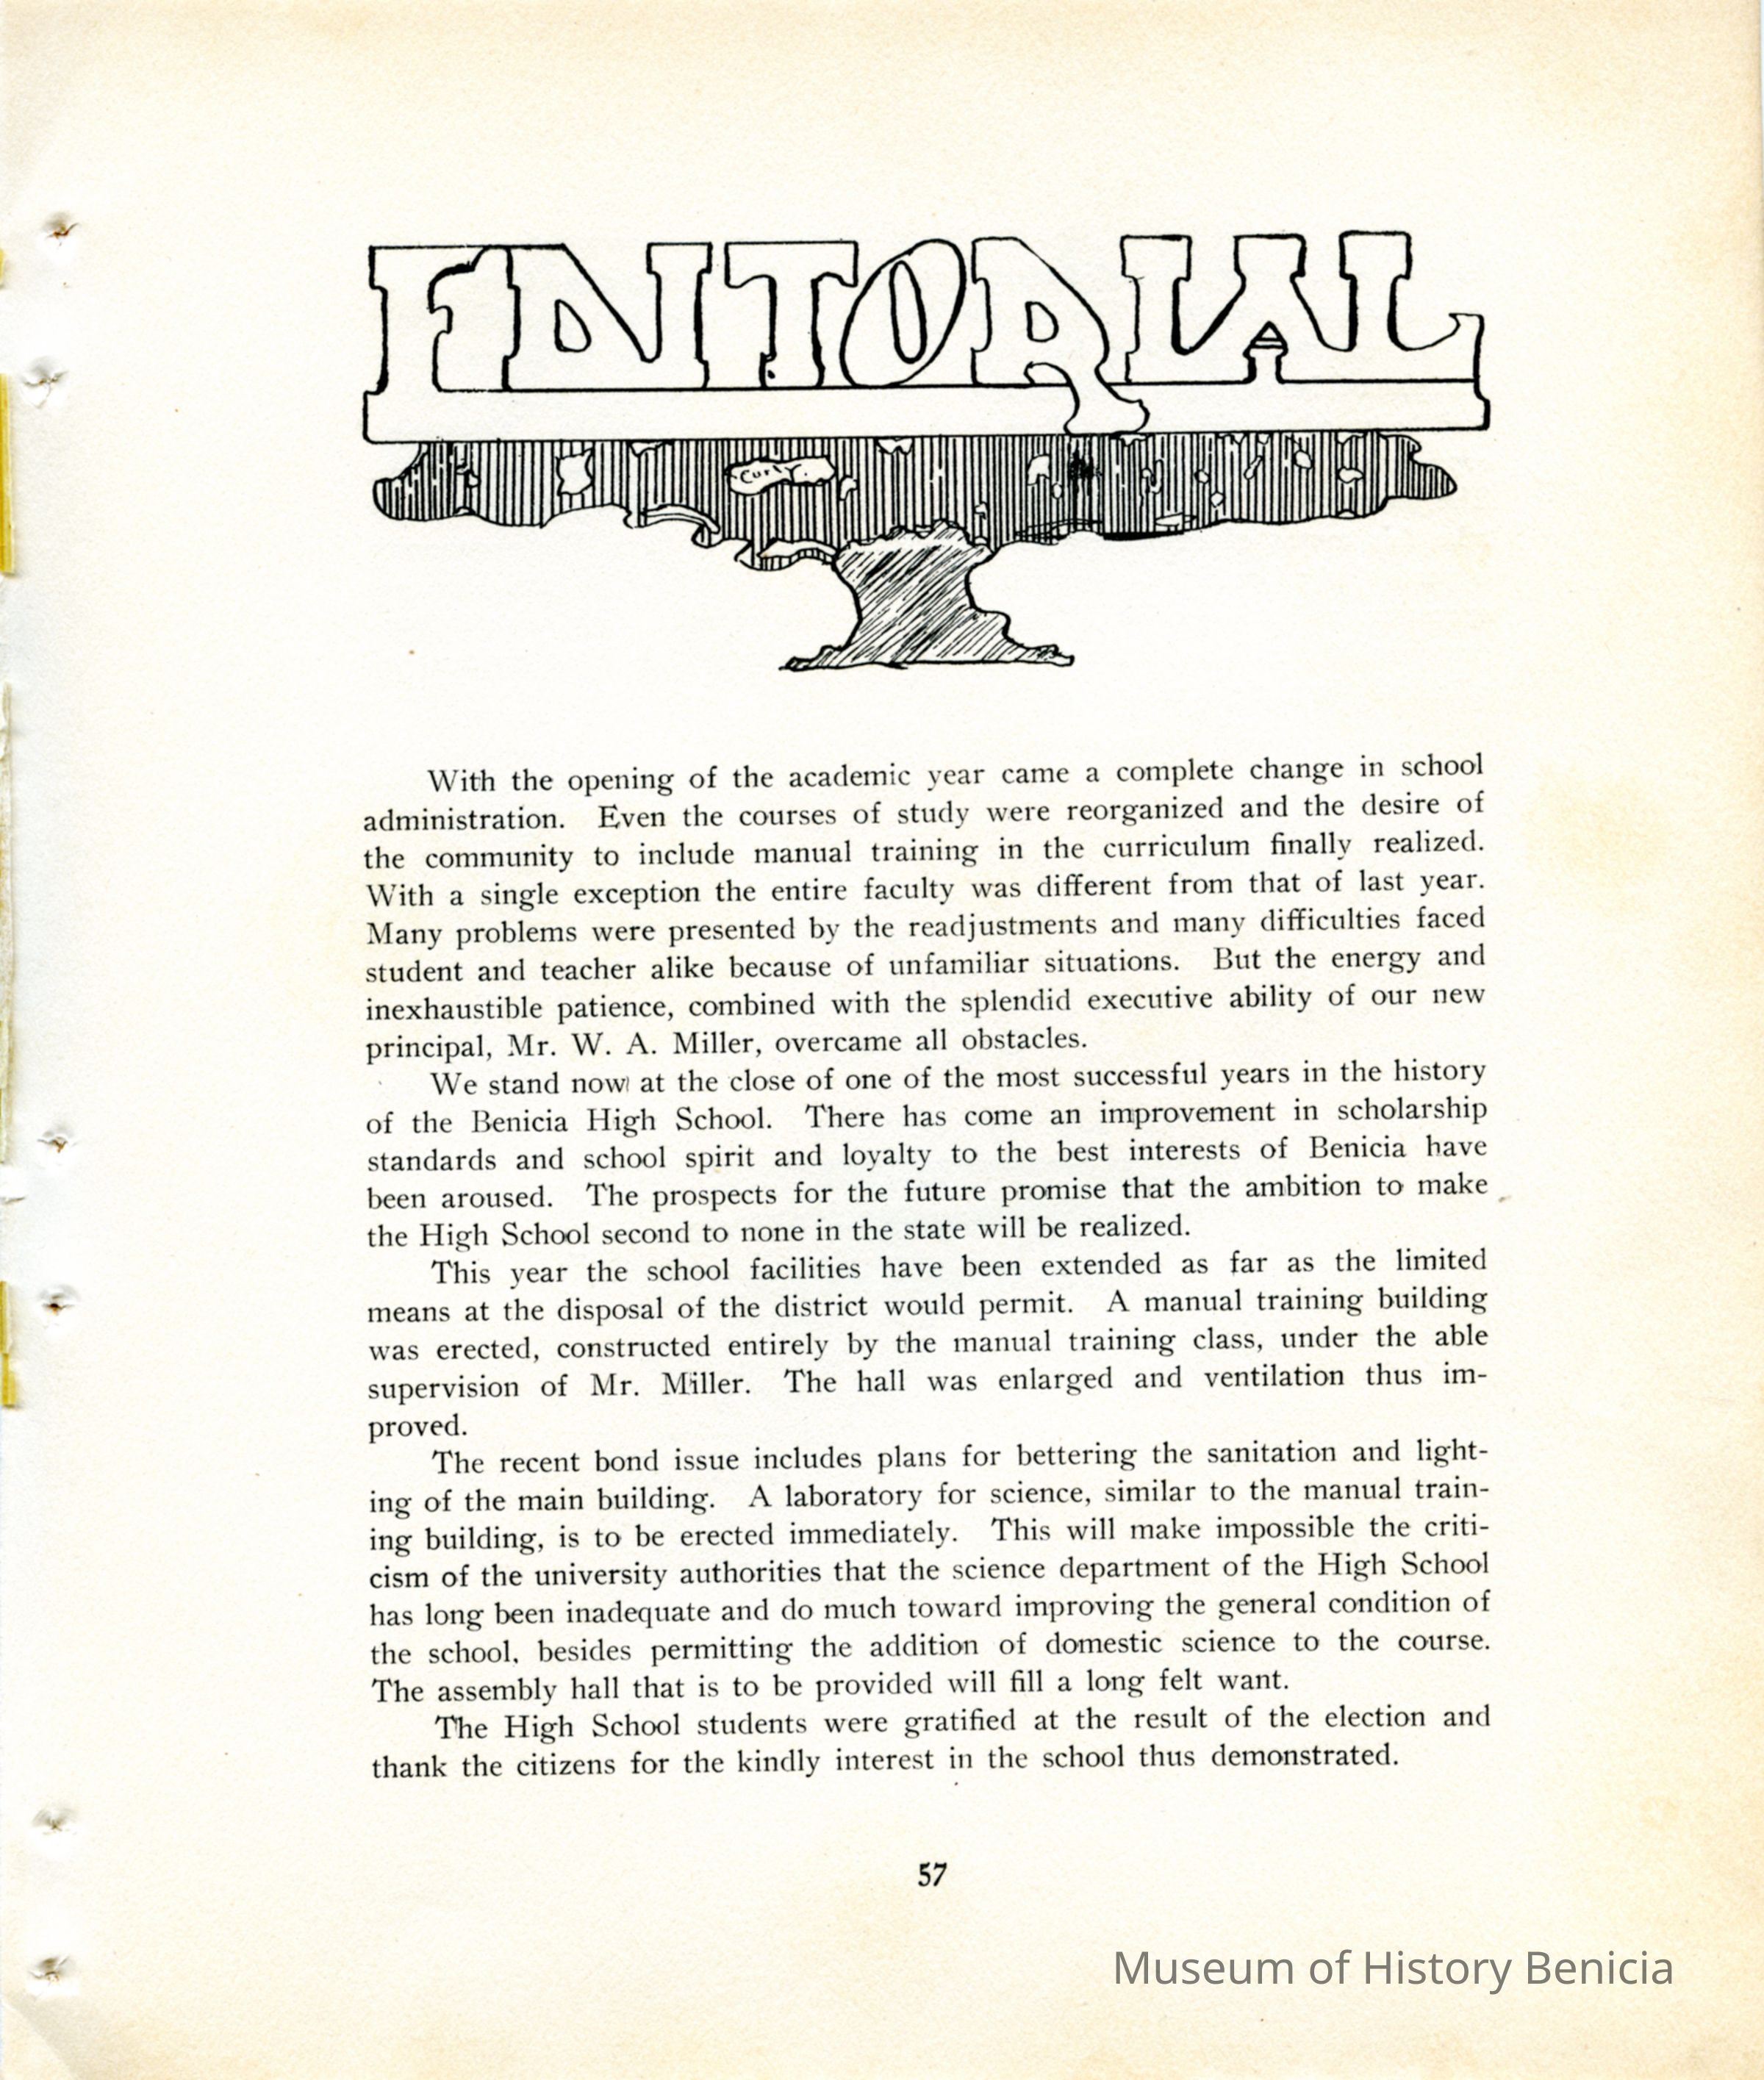 EDITORIAL
Curly.
With the opening of the academic year came a complete change in school
administration. Even the courses of study were reorganized and the desire of
the community to include manual training in the curriculum finally realized.
With a single exception the entire faculty was different from that of last year.
Many problems were presented by the readjustments and many difficulties faced
student and teacher alike because of unfamiliar situations. But the energy and
inexhaustible patience, combined with the splendid executive ability of our new
principal, Mr. W. A. Miller, overcame all obstacles.
We stand now at the close of one of the most successful years in the history
of the Benicia High School. There has come an improvement in scholarship
standards and school spirit and loyalty to the best interests of Benicia have
been aroused. The prospects for the future promise that the ambition to make
the High School second to none in the state will be realized.
This year the school facilities have been extended as far as the limited
means at the disposal of the district would permit. A manual training building
was erected, constructed entirely by the manual training class, under the able
supervision of Mr. Miller. The hall was enlarged and ventilation thus im-
proved.
The recent bond issue includes plans for bettering the sanitation and light-
ing of the main building. A laboratory for science, similar to the manual train-
ing building, is to be erected immediately. This will make impossible the criti-
cism of the university authorities that the science department of the High School
has long been inadequate and do much toward improving the general condition of
the school, besides permitting the addition of domestic science to the course.
The assembly hall that is to be provided will fill a long felt want.
The High School students were gratified at the result of the election and
thank the citizens for the kindly interest in the school thus demonstrated.
57
Museum of History Benicia